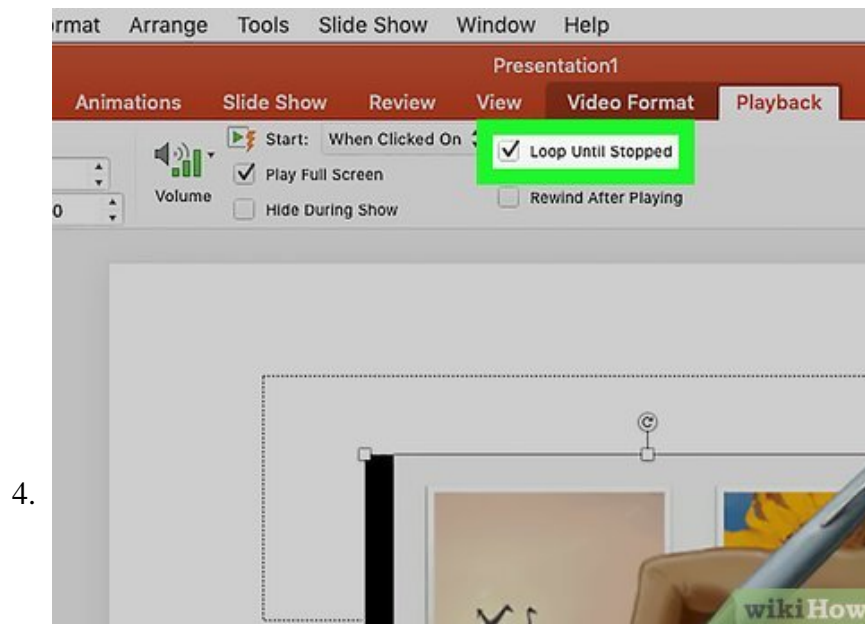 rmat Arrange Tools Slide Show Window Help
Presentation1
Animations Slide Show Review View Video Format Playback
Start: When Clicked On
Loop Until Stopped
Play Full Screen
Volume
Rewind After Playing
0
Hide During Show
4.
wikiHow